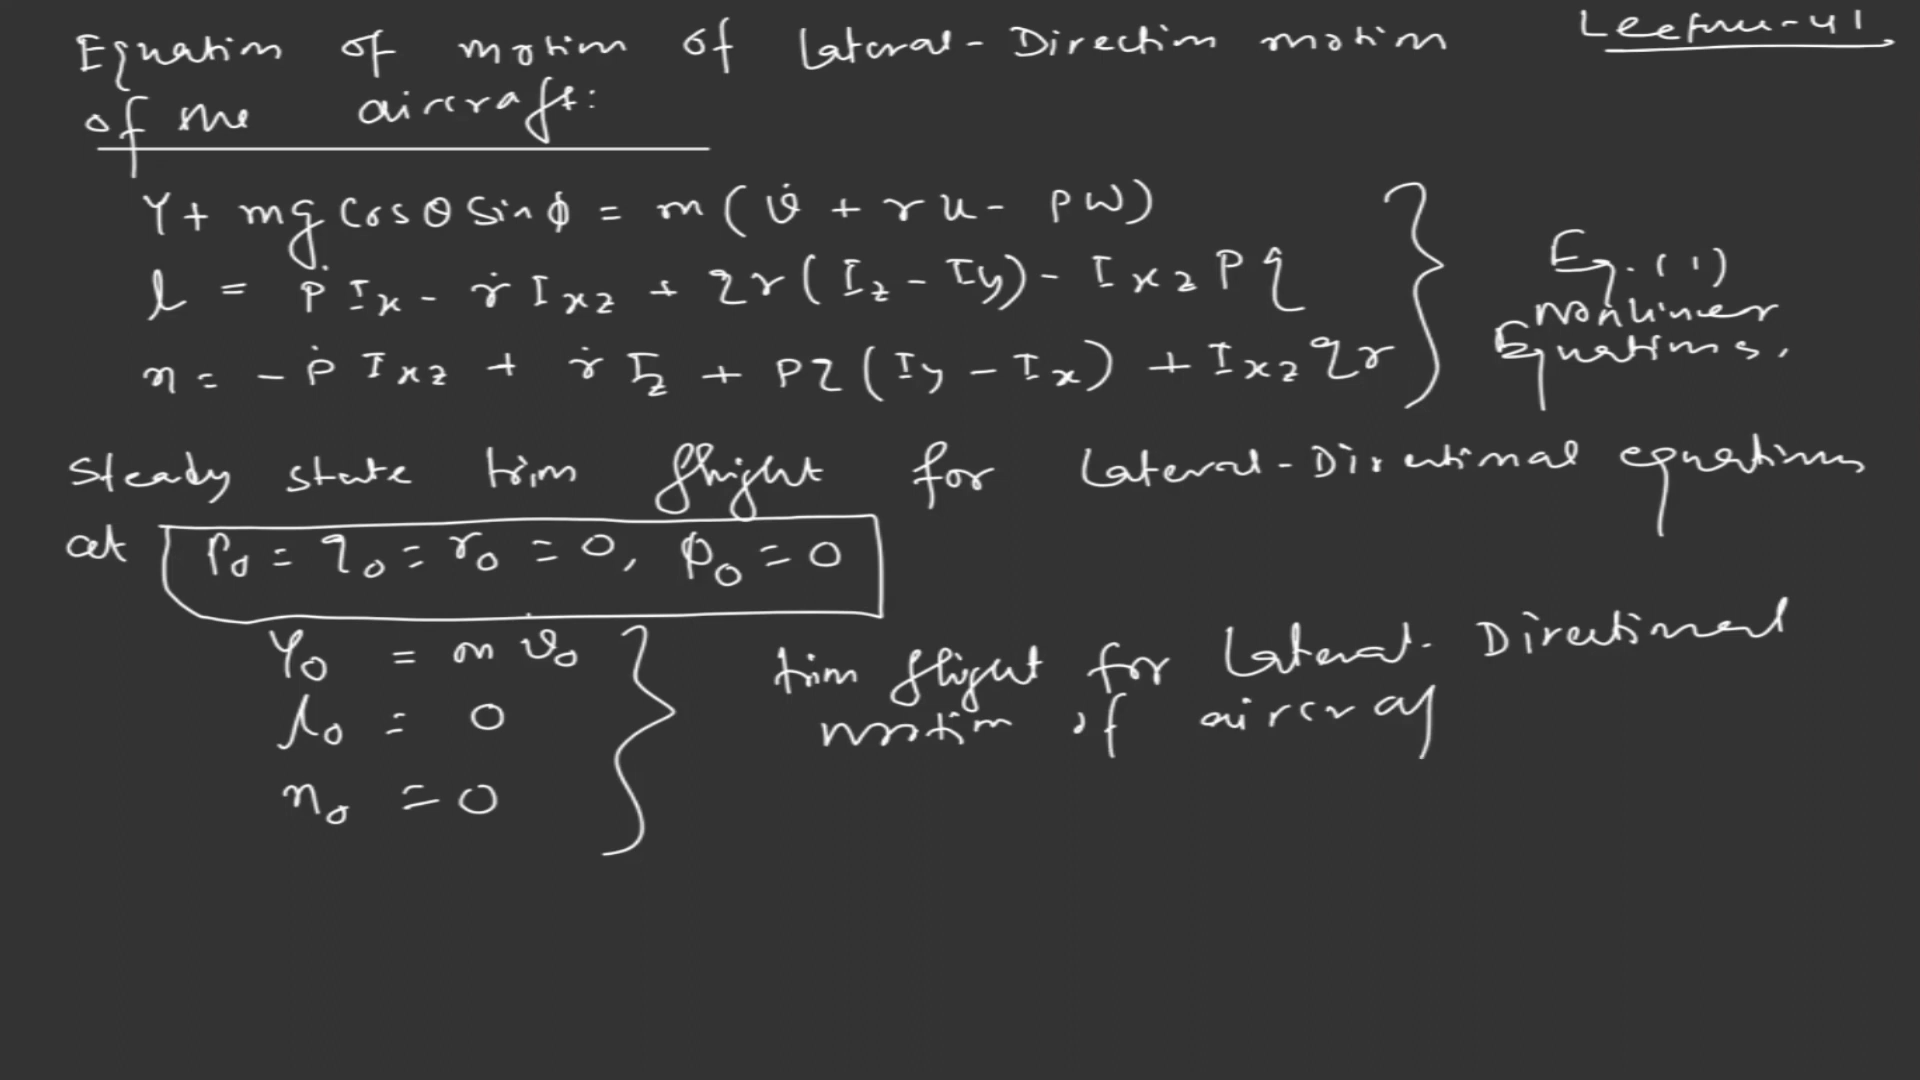 Equation of motion of Lateral-Direction motion Lecture-41
of the aircraft:
Y + mg Cosθ Sinϕ = m(v̇ + ru - pw)
l = ṗ Ix - ṙ Ixz + qr(Iz - Iy) - Ixz pq
n = -ṗ Ixz + ṙ Iz + pq(Iy - Ix) + Ixz qr
Eq.(1)
nonlinear
Equations.
Steady state trim flight for Lateral-Directional equations
at p₀ = q₀ = r₀ = 0, ϕ₀ = 0
Y₀ = m v̇₀
l₀ = 0
n₀ = 0
trim flight for Lateral-Directional
motion of aircraf